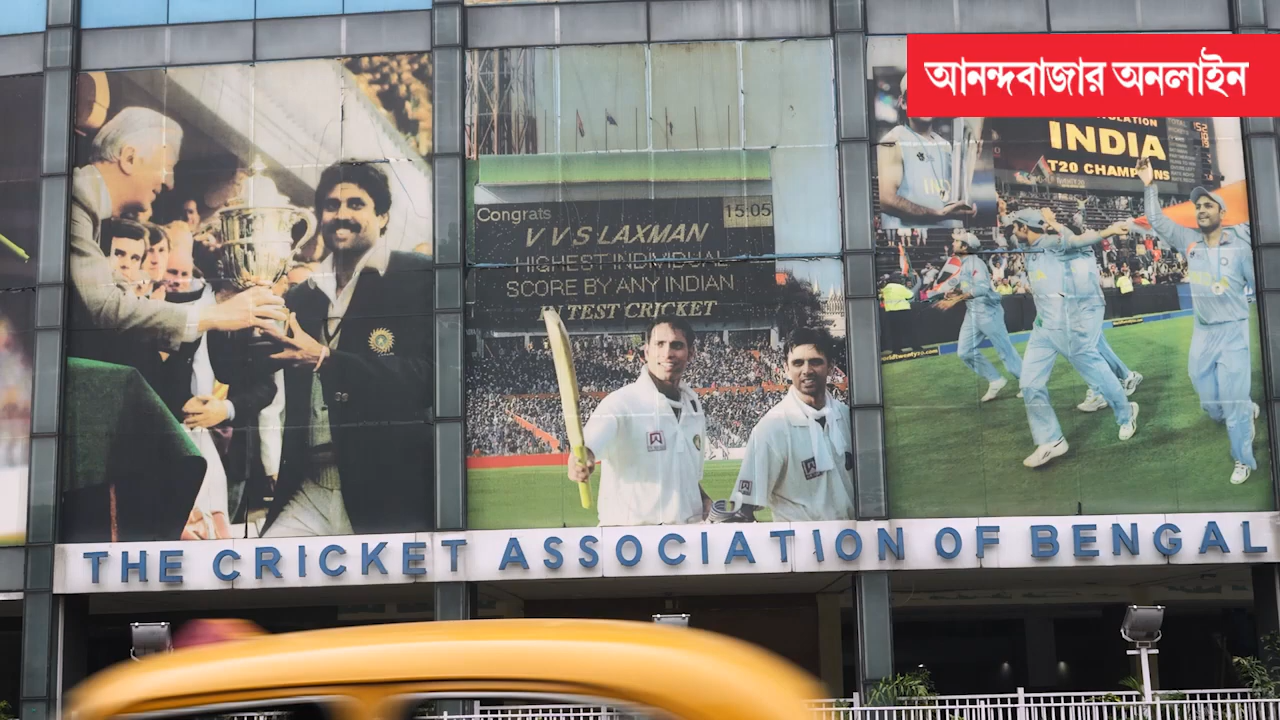 আনন্দবাজার অনলাইন
INDIA
T20 CHAMPIONS
Congrats
15:05
V V S LAXMAN
HIGHEST INDIVIDUAL
SCORE BY ANY INDIAN
IN TEST CRICKET
THE CRICKET ASSOCIATION OF BENGAL